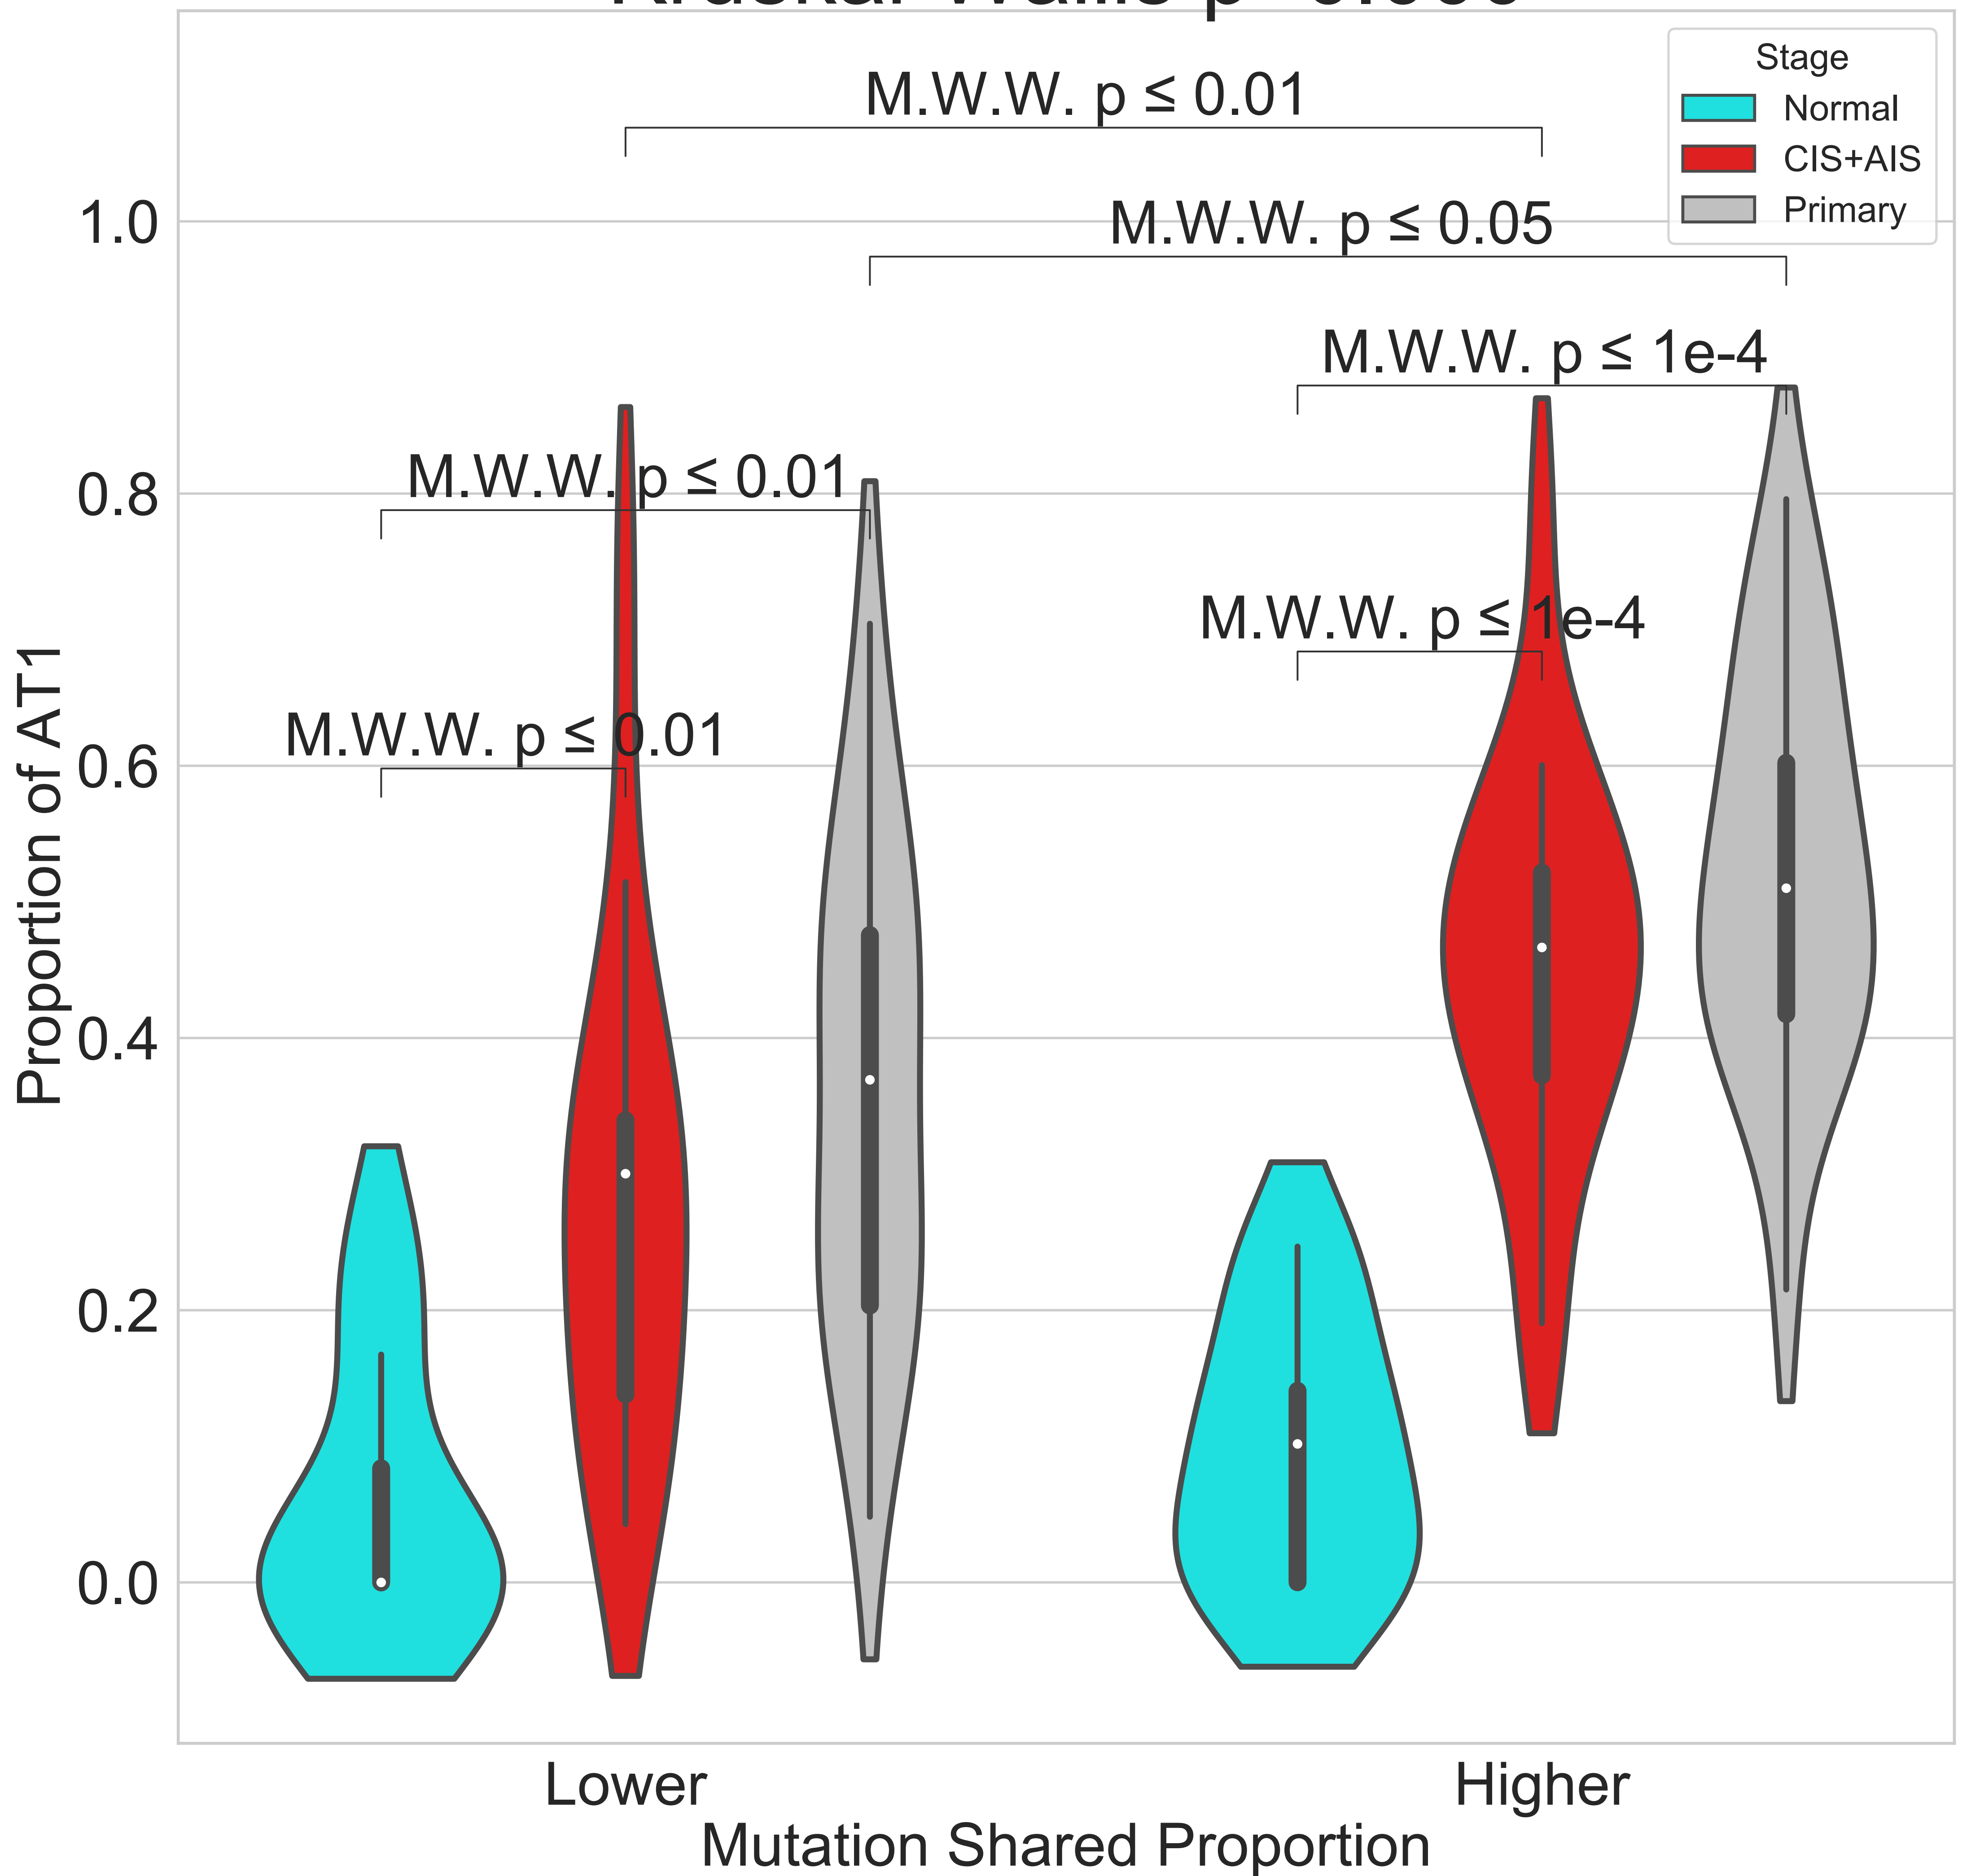 Stage
Normal
CIS+AIS
Primary
M.W.W. p ≤ 0.01
M.W.W. p ≤ 0.05
M.W.W. p ≤ 1e-4
M.W.W. p ≤ 0.01
M.W.W. p ≤ 1e-4
M.W.W. p ≤ 0.01
Proportion of AT1
1.0
0.8
0.6
0.4
0.2
0.0
Lower
Higher
Mutation Shared Proportion